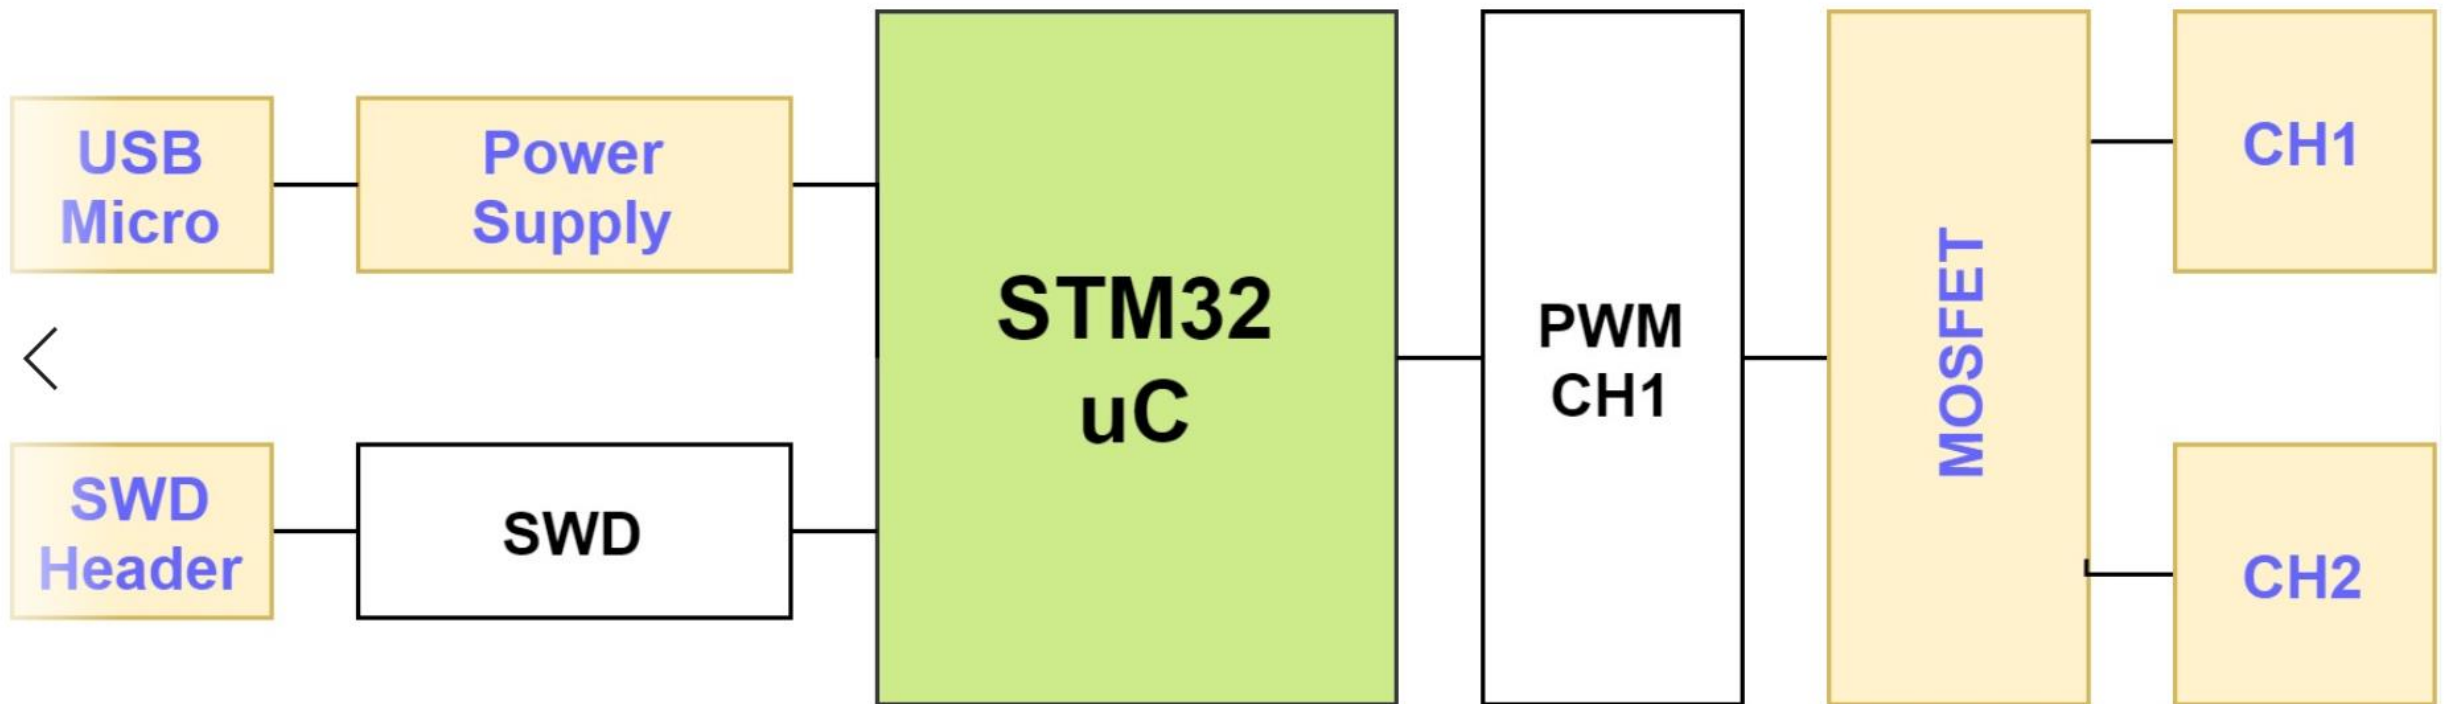 USB
Micro
Power
Supply
SWD
Header
SWD
STM32
uC
PWM
CH1
MOSFET
CH1
CH2